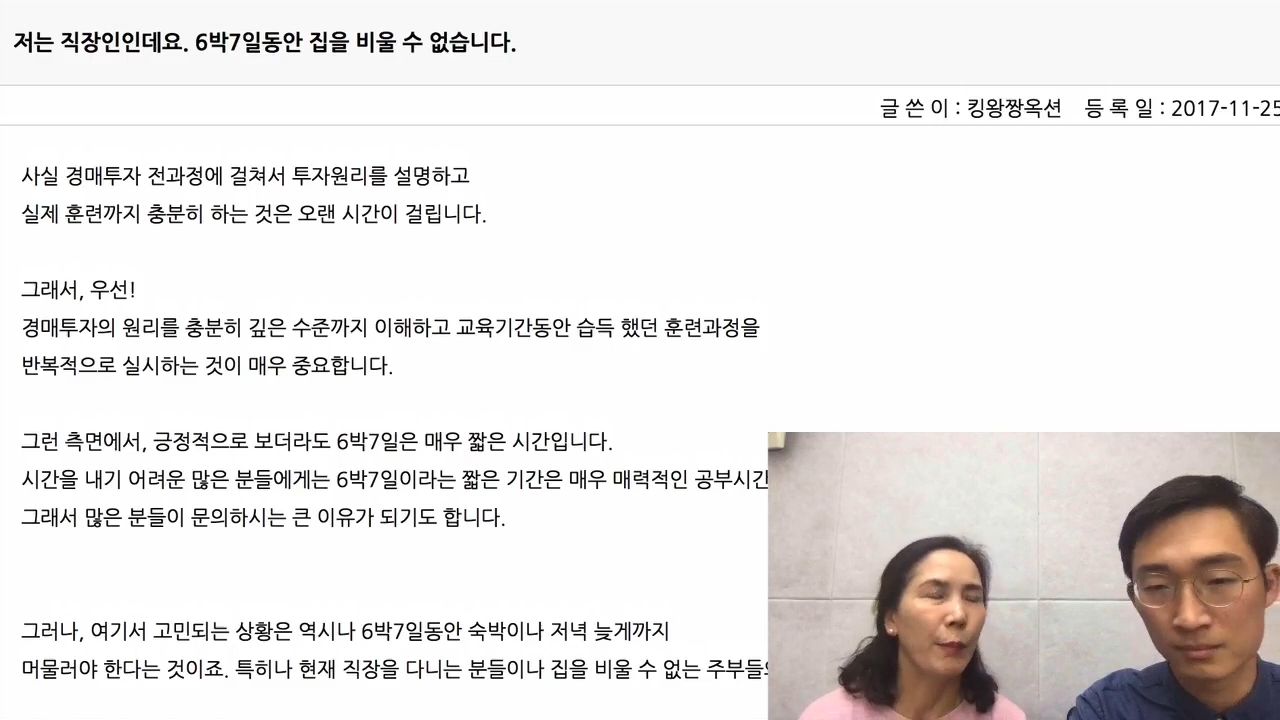 저는 직장인인데요. 6박7일동안 집을 비울 수 없습니다.
글 쓴 이 : 킹왕짱옥션 등 록 일 : 2017-11-25
사실 경매투자 전과정에 걸쳐서 투자원리를 설명하고
실제 훈련까지 충분히 하는 것은 오랜 시간이 걸립니다.
그래서, 우선!
경매투자의 원리를 충분히 깊은 수준까지 이해하고 교육기간동안 습득 했던 훈련과정을
반복적으로 실시하는 것이 매우 중요합니다.
그런 측면에서, 긍정적으로 보더라도 6박7일은 매우 짧은 시간입니다.
시간을 내기 어려운 많은 분들에게는 6박7일이라는 짧은 기간은 매우 매력적인 공부시간
그래서 많은 분들이 문의하시는 큰 이유가 되기도 합니다.
그러나, 여기서 고민되는 상황은 역시나 6박7일동안 숙박이나 저녁 늦게까지
머물러야 한다는 것이죠. 특히나 현재 직장을 다니는 분들이나 집을 비울 수 없는 주부들